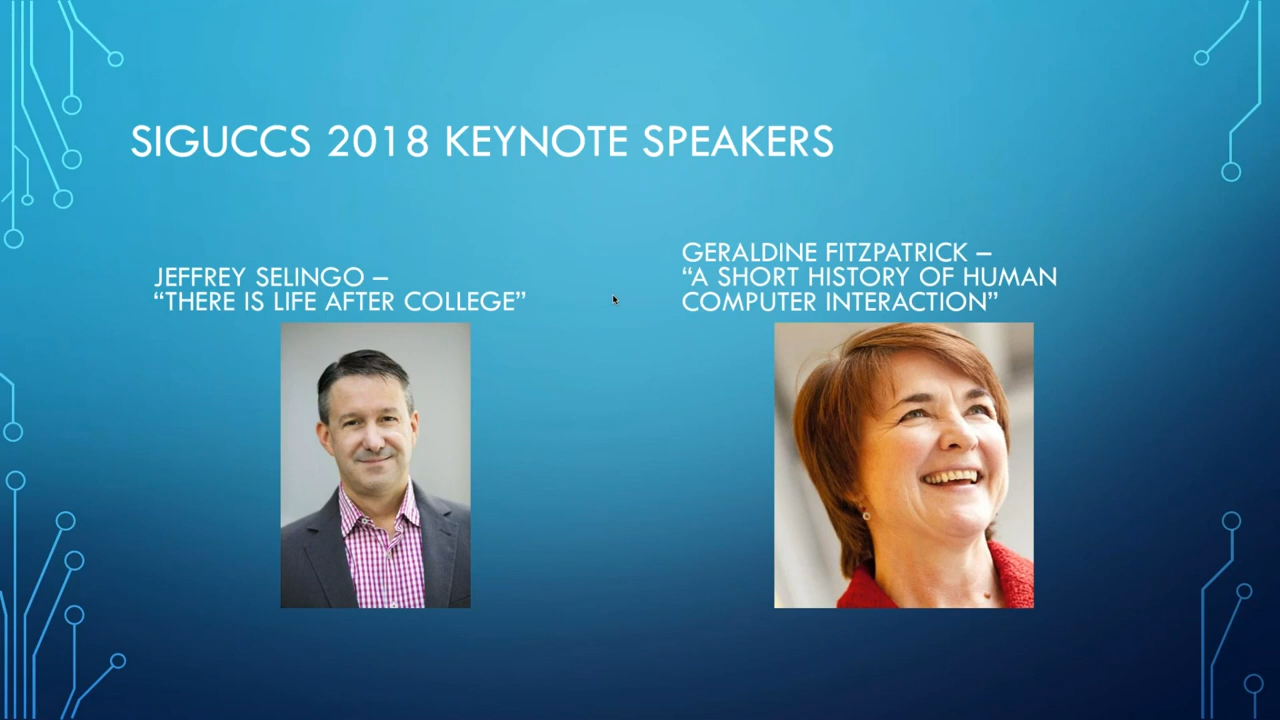 SIGUCCS 2018 KEYNOTE SPEAKERS
JEFFREY SELINGO –
“THERE IS LIFE AFTER COLLEGE”
GERALDINE FITZPATRICK –
“A SHORT HISTORY OF HUMAN
COMPUTER INTERACTION”